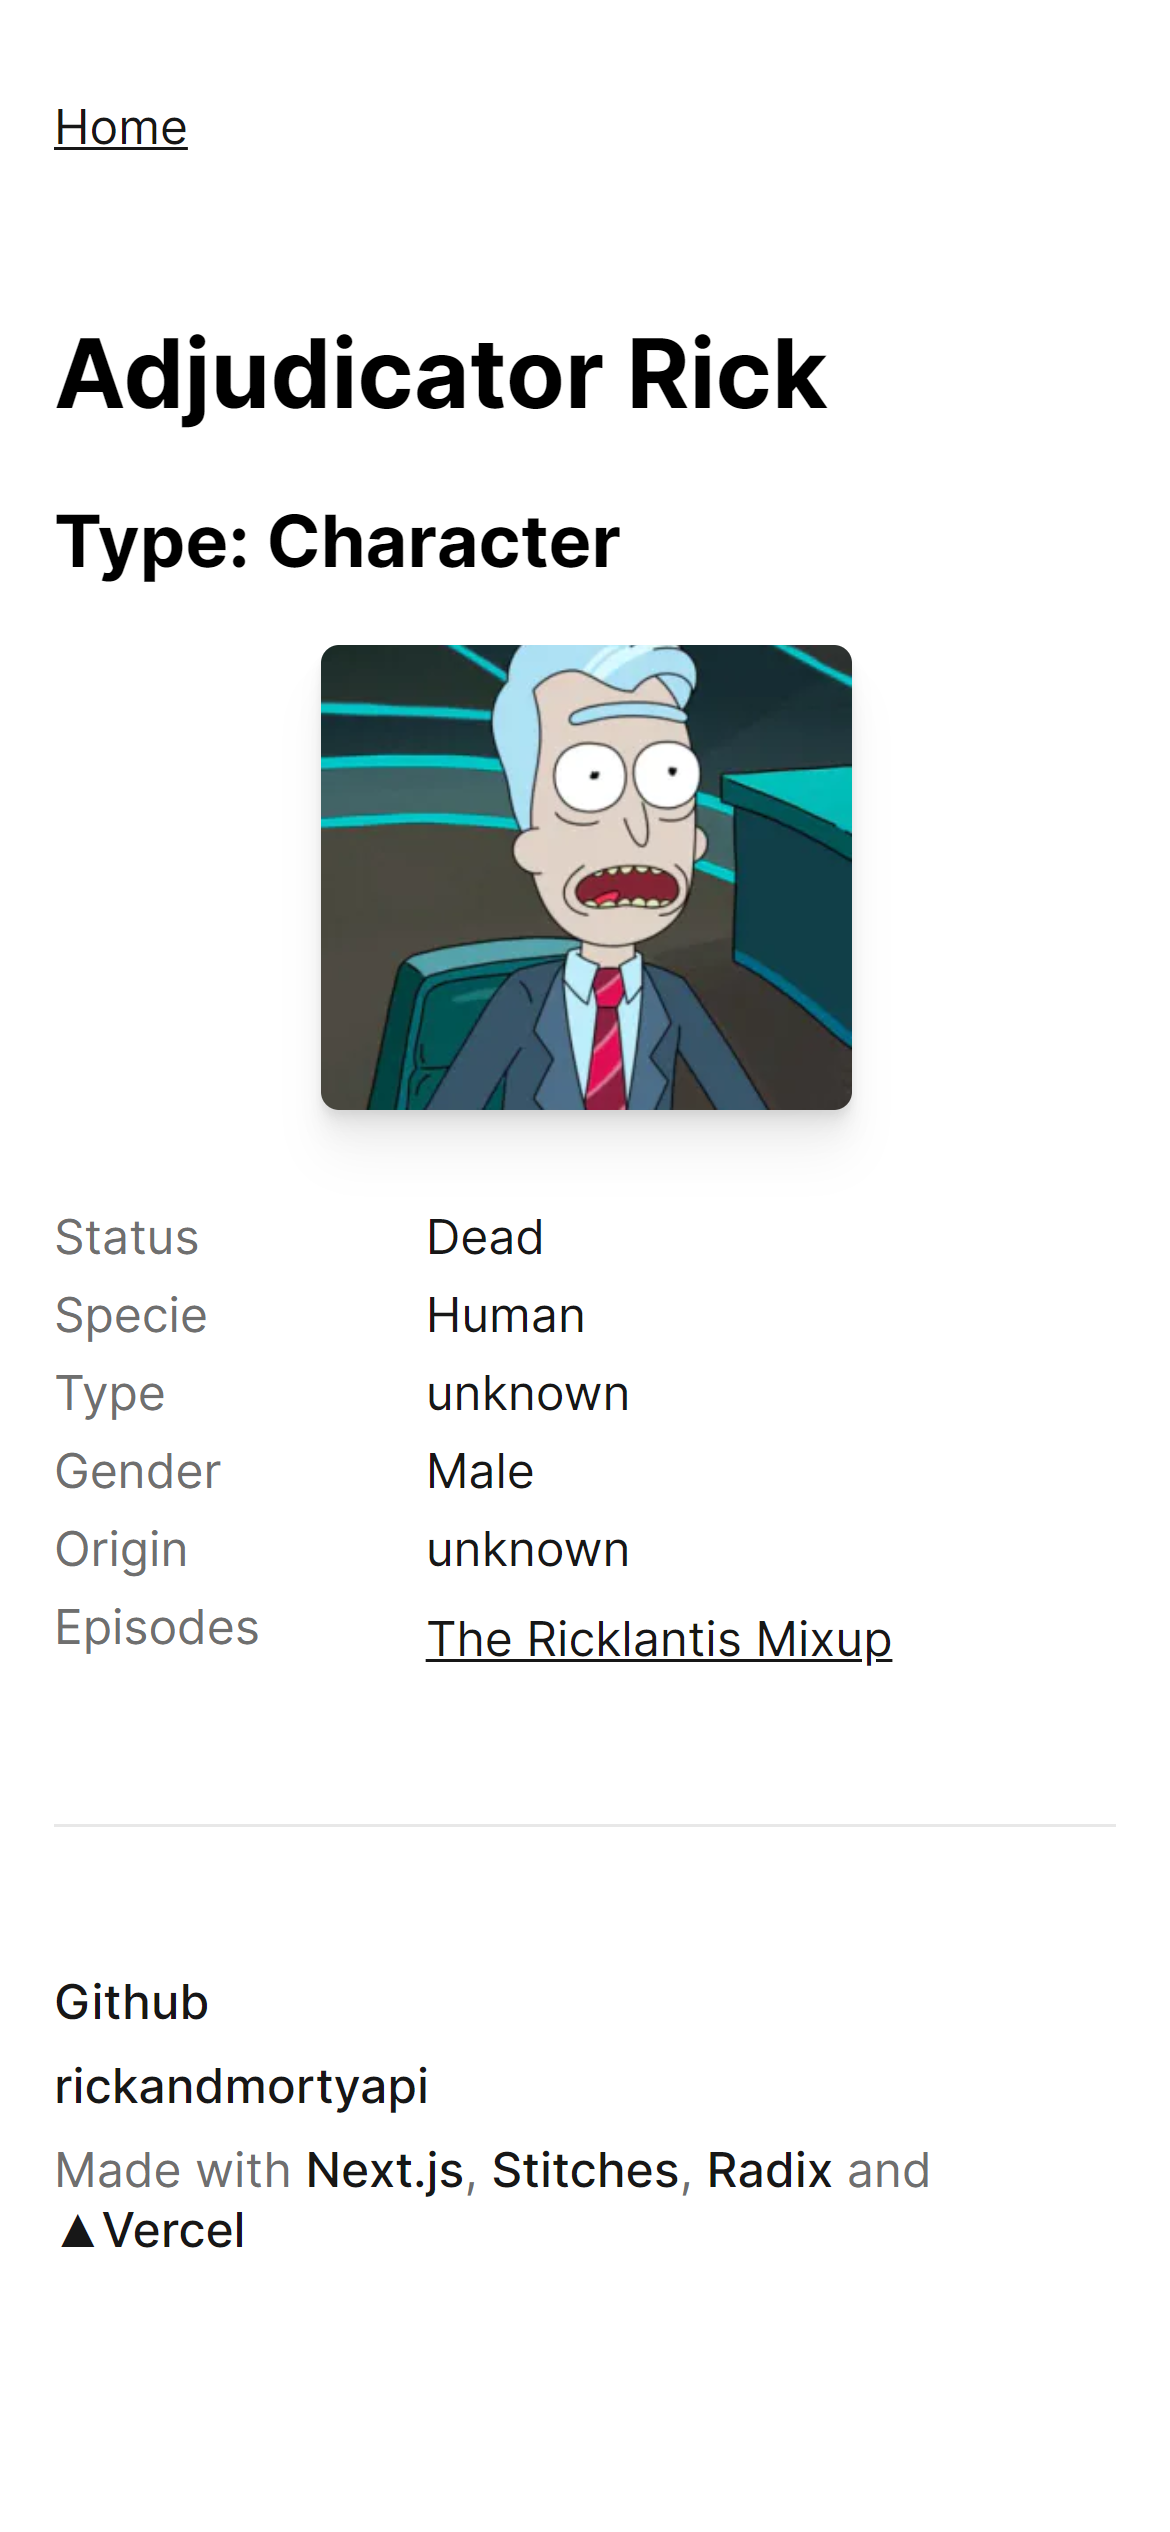 Home
Adjudicator Rick
Type: Character
Status Dead
Specie Human
Type unknown
Gender Male
Origin unknown
Episodes The Ricklantis Mixup
Github
rickandmortyapi
Made with Next.js, Stitches, Radix and
▲Vercel